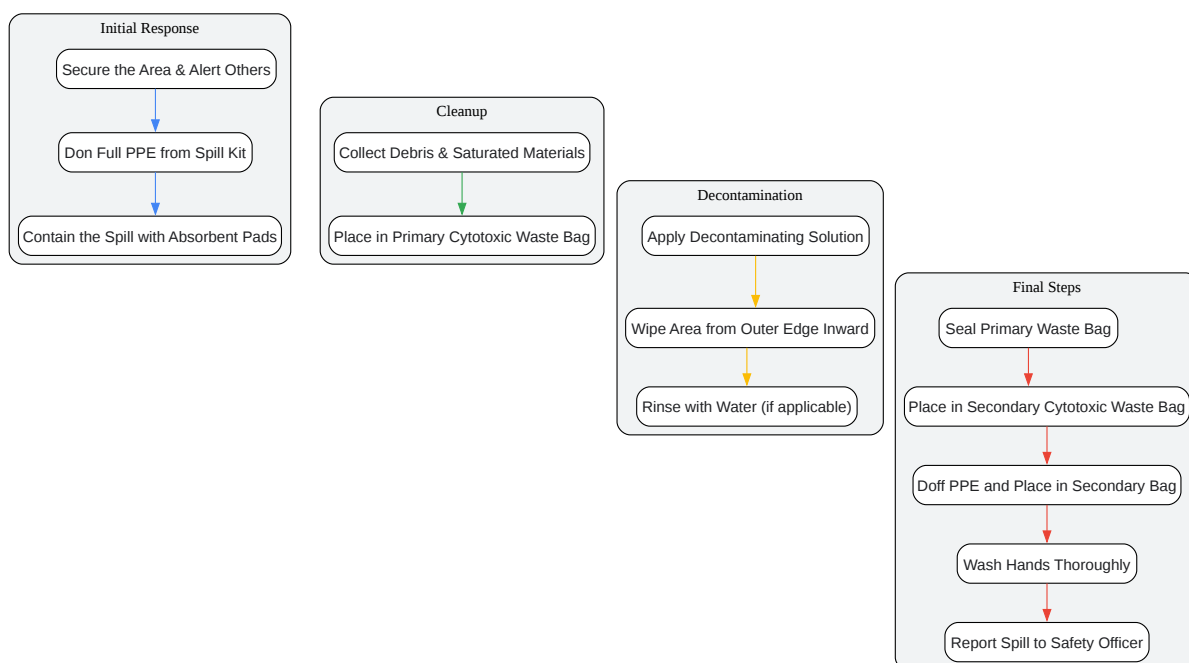 Initial Response
Secure the Area & Alert Others
Don Full PPE from Spill Kit
Contain the Spill with Absorbent Pads
Cleanup
Collect Debris & Saturated Materials
Place in Primary Cytotoxic Waste Bag
Decontamination
Apply Decontaminating Solution
Wipe Area from Outer Edge Inward
Rinse with Water (if applicable)
Final Steps
Seal Primary Waste Bag
Place in Secondary Cytotoxic Waste Bag
Doff PPE and Place in Secondary Bag
Wash Hands Thoroughly
Report Spill to Safety Officer